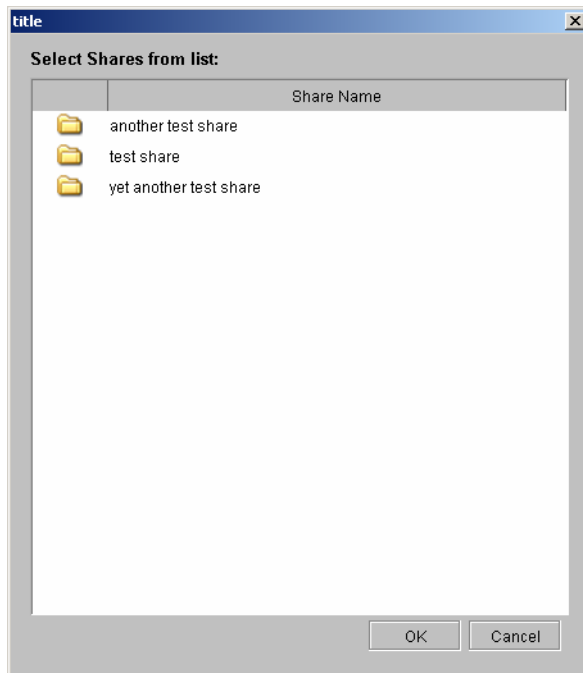 title
Select Shares from list:
Share Name
another test share
test share
yet another test share
OK Cancel